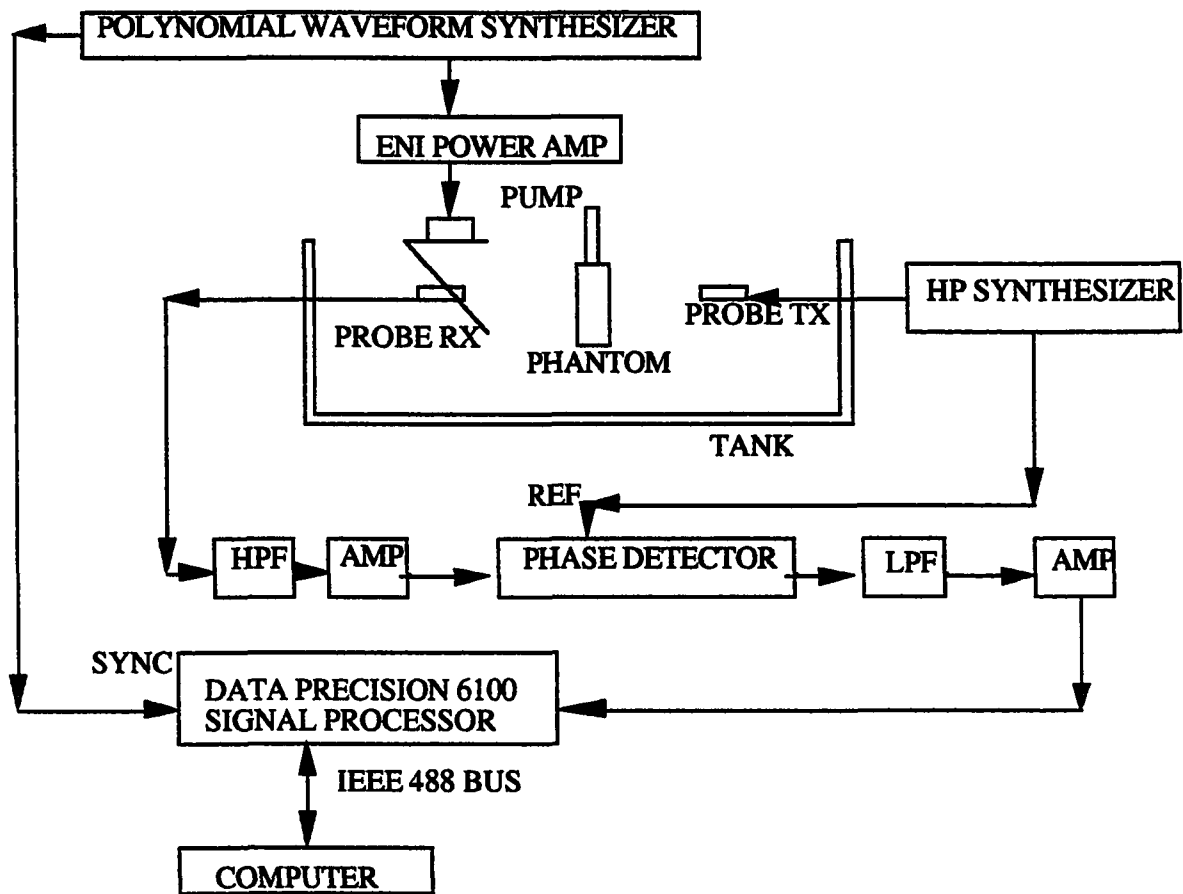 POLYNOMIAL WAVEFORM SYNTHESIZER
ENI POWER AMP
PUMP
HP SYNTHESIZER
PROBE TX
PROBE RX
PHANTOM
TANK
REF
HPF
AMP
PHASE DETECTOR
LPF
AMP
SYNC
DATA PRECISION 6100
SIGNAL PROCESSOR
IEEE 488 BUS
COMPUTER